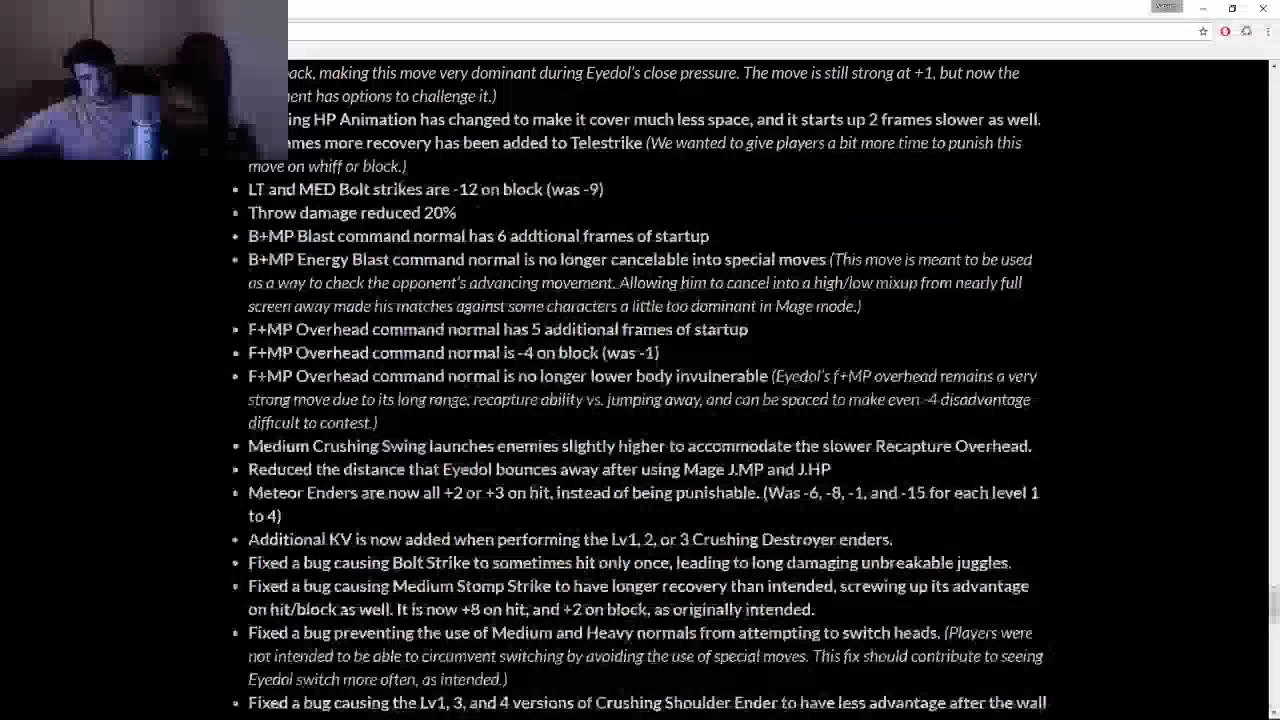 ack, making this move very dominant during Eyedol's close pressure. The move is still strong at +1, but now the
ent has options to challenge it.)
ing HP Animation has changed to make it cover much less space, and it starts up 2 frames slower as well.
ames more recovery has been added to Telestrike (We wanted to give players a bit more time to punish this
move on whiff or block.)
LT and MED Bolt strikes are -12 on block (was -9)
Throw damage reduced 20%
B+MP Blast command normal has 6 addtional frames of startup
B+MP Energy Blast command normal is no longer cancelable into special moves (This move is meant to be used
as a way to check the opponent's advancing movement. Allowing him to cancel into a high/low mixup from nearly full
screen away made his matches against some characters a little too dominant in Mage mode.)
F+MP Overhead command normal has 5 additional frames of startup
F+MP Overhead command normal is -4 on block (was -1)
F+MP Overhead command normal is no longer lower body invulnerable (Eyedol's f+MP overhead remains a very
strong move due to its long range, recapture ability vs. jumping away, and can be spaced to make even -4 disadvantage
difficult to contest.)
Medium Crushing Swing launches enemies slightly higher to accommodate the slower Recapture Overhead.
Reduced the distance that Eyedol bounces away after using Mage J.MP and J.HP
Meteor Enders are now all +2 or +3 on hit, instead of being punishable. (Was -6, -8, -1, and -15 for each level 1
to 4)
Additional KV is now added when performing the Lv1, 2, or 3 Crushing Destroyer enders.
Fixed a bug causing Bolt Strike to sometimes hit only once, leading to long damaging unbreakable juggles.
Fixed a bug causing Medium Stomp Strike to have longer recovery than intended, screwing up its advantage
on hit/block as well. It is now +8 on hit, and +2 on block, as originally intended.
Fixed a bug preventing the use of Medium and Heavy normals from attempting to switch heads. (Players were
not intended to be able to circumvent switching by avoiding the use of special moves. This fix should contribute to seeing
Eyedol switch more often, as intended.)
Fixed a bug causing the Lv1, 3, and 4 versions of Crushing Shoulder Ender to have less advantage after the wall